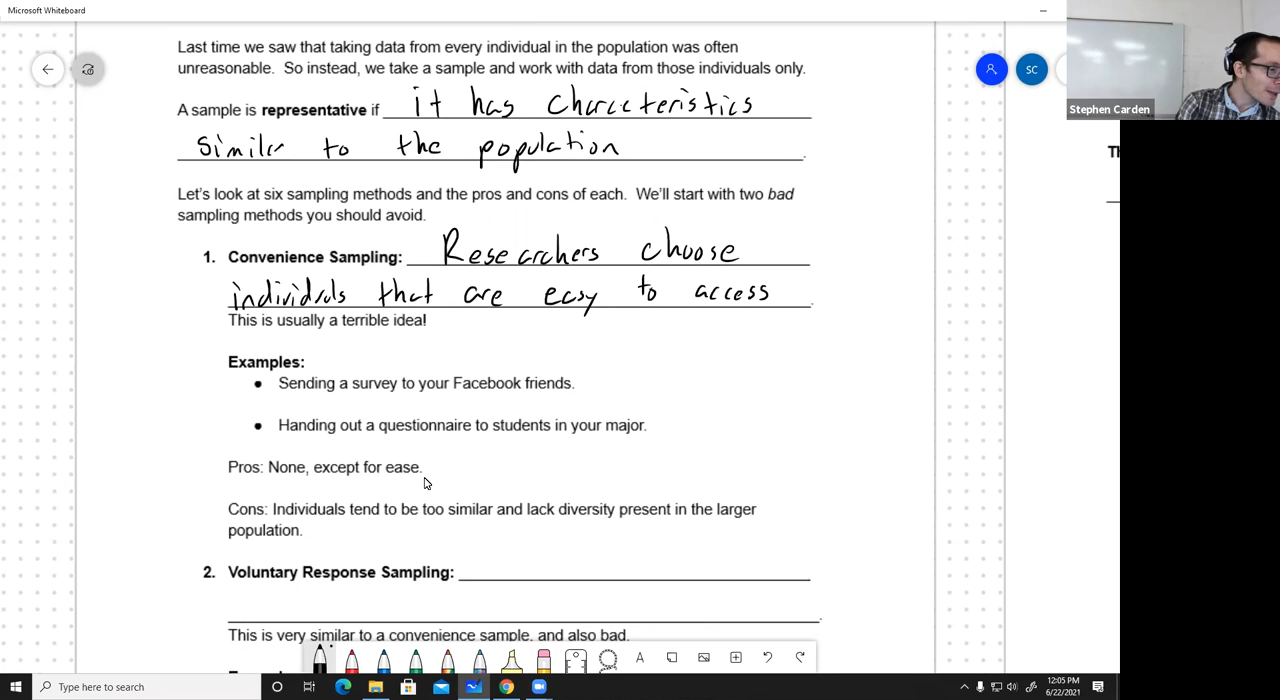 Microsoft Whiteboard
Last time we saw that taking data from every individual in the population was often
unreasonable. So instead, we take a sample and work with data from those individuals only.
SC
Stephen Carden
A sample is representative if it has characteristics
similar to the population.
Let's look at six sampling methods and the pros and cons of each. We'll start with two bad
sampling methods you should avoid.
1. Convenience Sampling: Researchers choose
individuals that are easy to access.
This is usually a terrible idea!
Examples:
• Sending a survey to your Facebook friends.
• Handing out a questionnaire to students in your major.
Pros: None, except for ease.
Cons: Individuals tend to be too similar and lack diversity present in the larger
population.
2. Voluntary Response Sampling:
This is very similar to a convenience sample, and also bad.
Type here to search
12:05 PM
6/22/2021